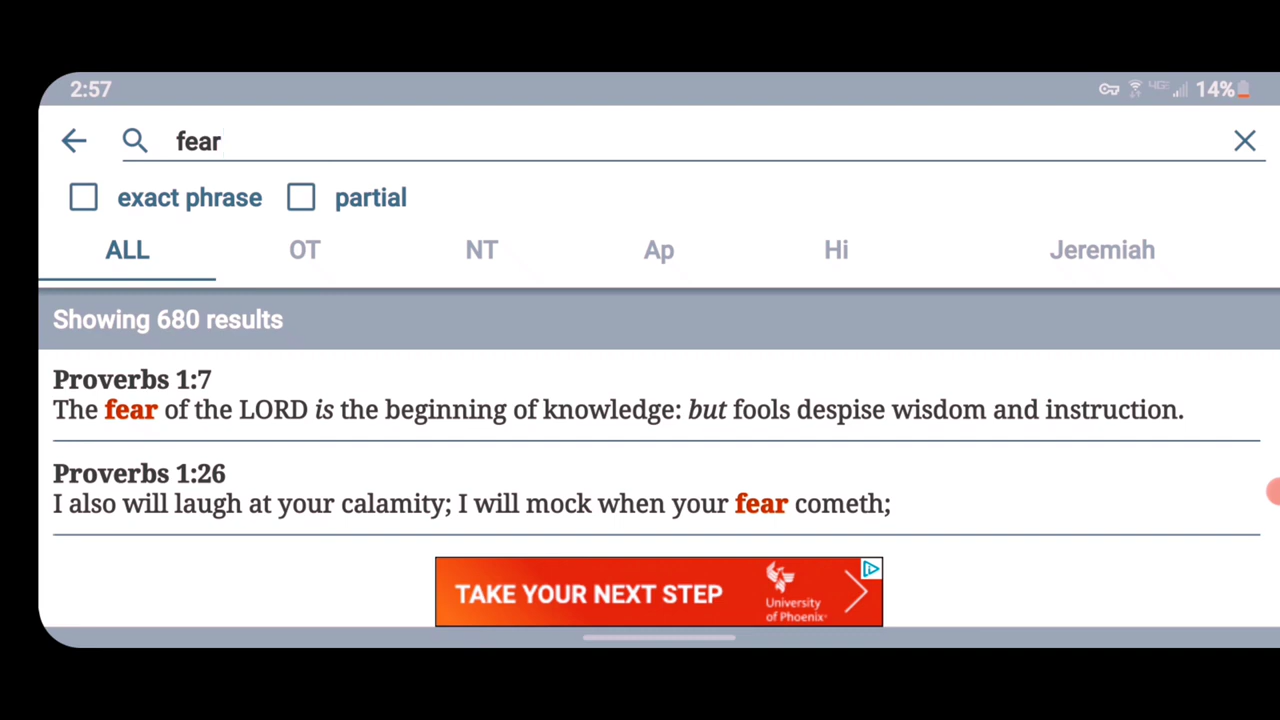 2:57 4GE 14%
fear
exact phrase partial
ALL OT NT Ap Hi Jeremiah
Showing 680 results
Proverbs 1:7
The fear of the LORD is the beginning of knowledge: but fools despise wisdom and instruction.
Proverbs 1:26
I also will laugh at your calamity; I will mock when your fear cometh;
TAKE YOUR NEXT STEP
University
of Phoenix